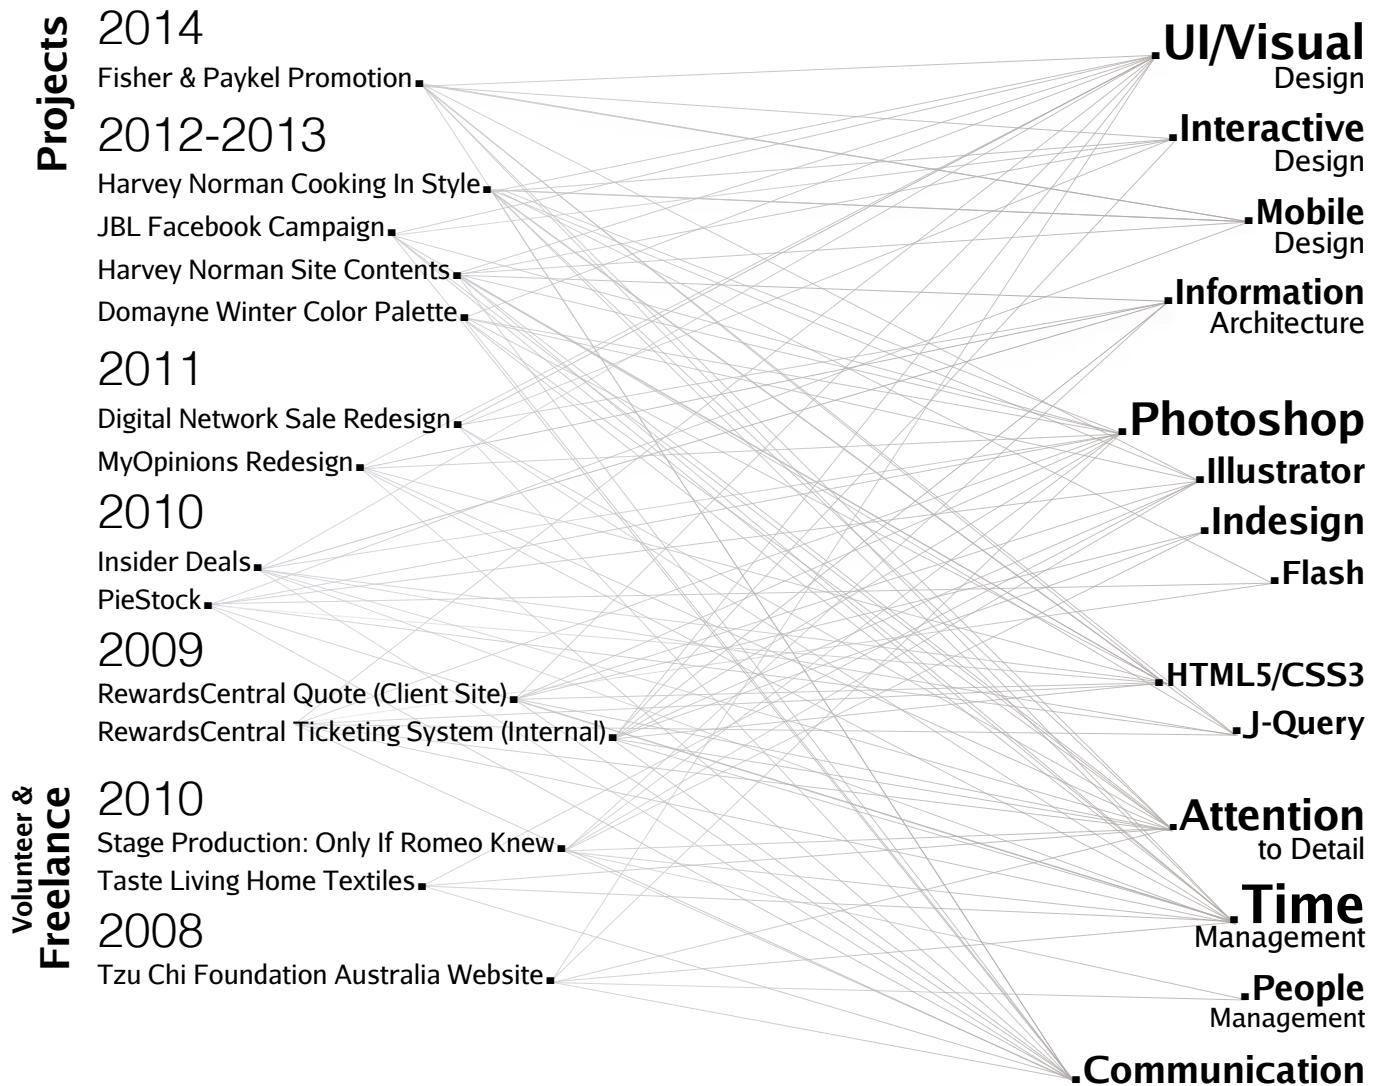 Projects
2014
Fisher & Paykel Promotion
2012-2013
Harvey Norman Cooking In Style
JBL Facebook Campaign
Harvey Norman Site Contents
Domayne Winter Color Palette
2011
Digital Network Sale Redesign
MyOpinions Redesign
2010
Insider Deals
PieStock
2009
RewardsCentral Quote (Client Site)
RewardsCentral Ticketing System (Internal)
Volunteer &
Freelance
2010
Stage Production: Only If Romeo Knew
Taste Living Home Textiles
2008
Tzu Chi Foundation Australia Website
UI/Visual
Design
Interactive
Design
Mobile
Design
Information
Architecture
Photoshop
Illustrator
Indesign
Flash
HTML5/CSS3
J-Query
Attention
to Detail
Time
Management
People
Management
Communication